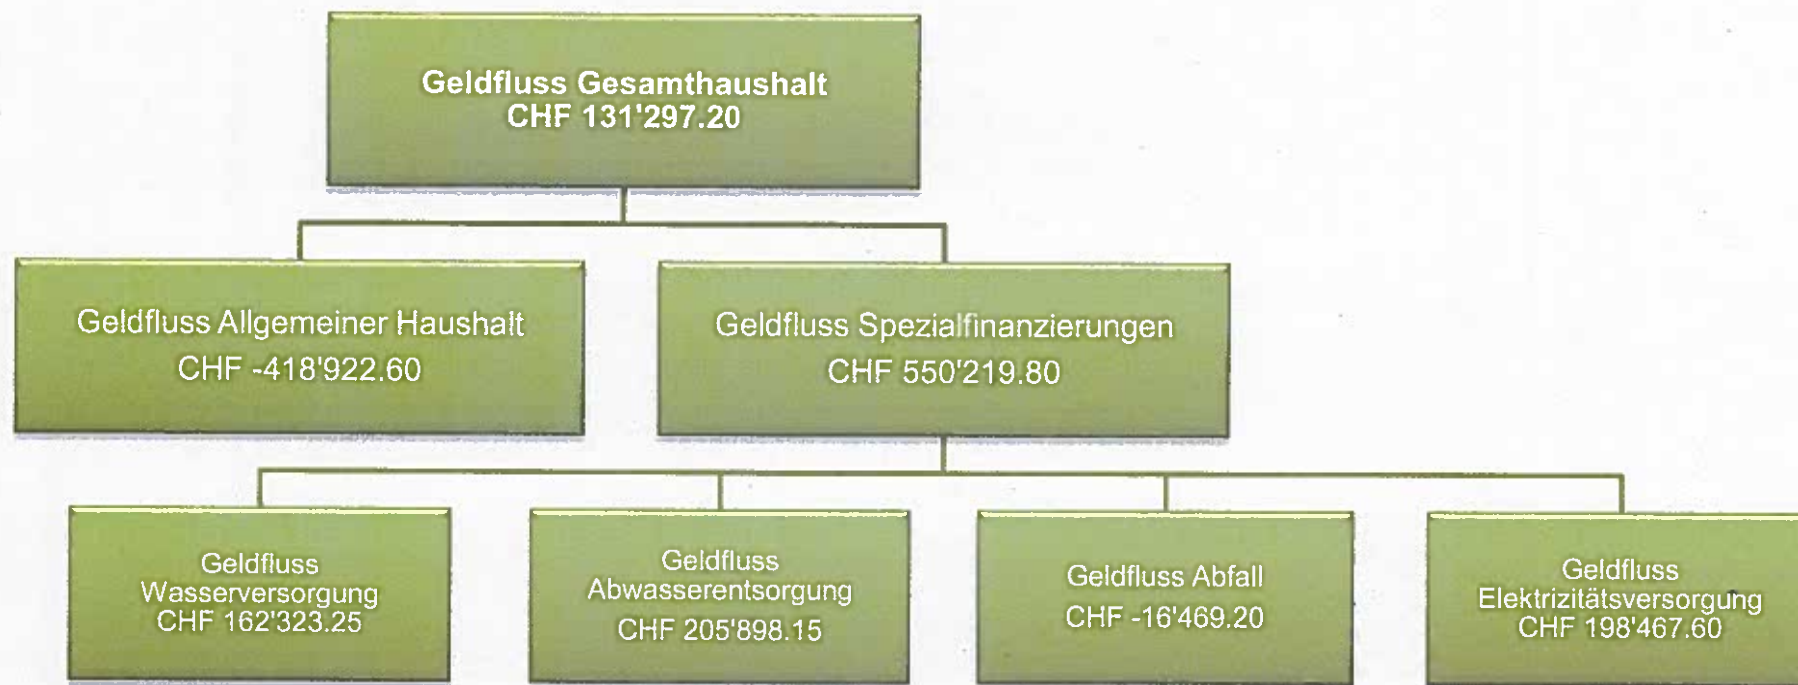 Geldfluss Gesamthaushalt
CHF 131'297.20
Geldfluss Allgemeiner Haushalt
CHF -418'922.60
Geldfluss Spezialfinanzierungen
CHF 550'219.80
Geldfluss
Wasserversorgung
CHF 162'323.25
Geldfluss
Abwasserentsorgung
CHF 205'898.15
Geldfluss Abfall
CHF -16'469.20
Geldfluss
Elektrizitätsversorgung
CHF 198'467.60